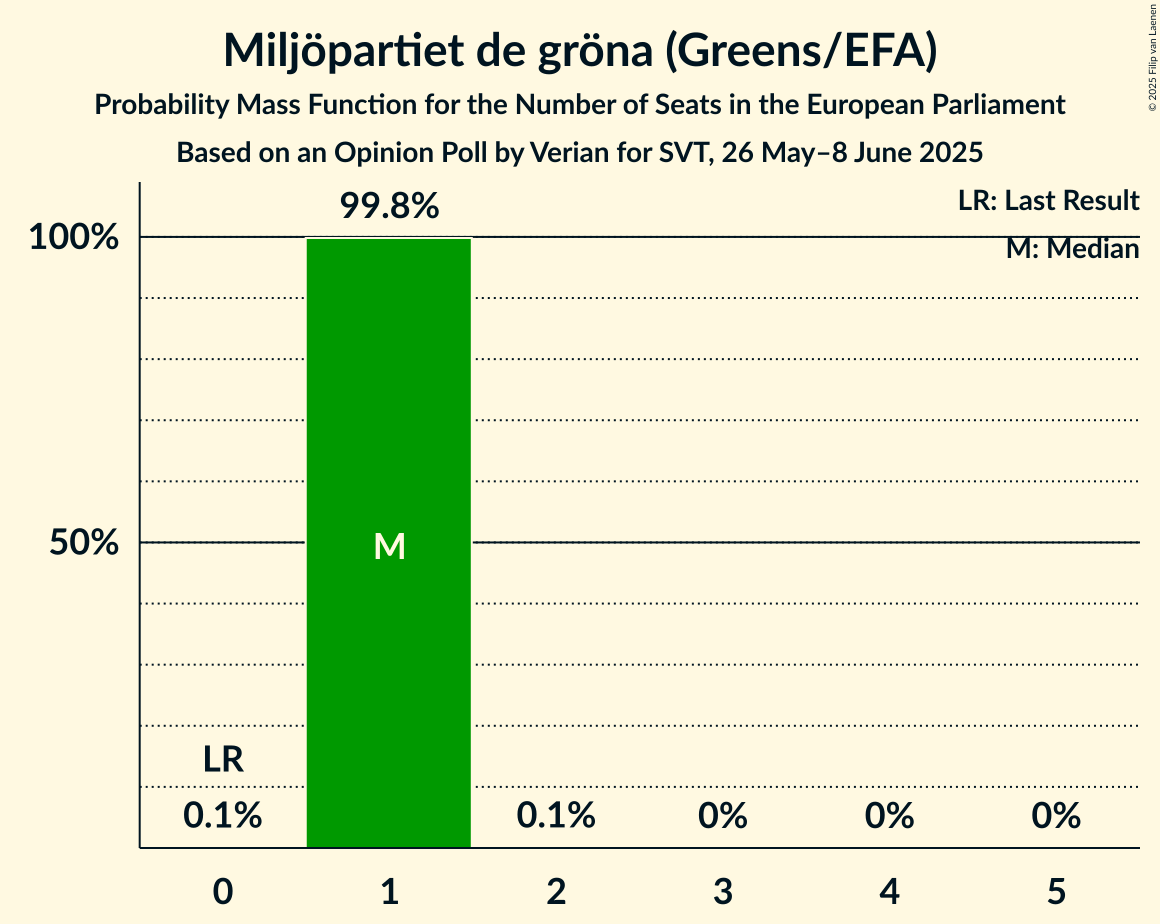 Miljöpartiet de gröna (Greens/EFA)
Probability Mass Function for the Number of Seats in the European Parliament
Based on an Opinion Poll by Verian for SVT, 26 May–8 June 2025
© 2025 Filip van Laenen
99.8%
LR: Last Result
100%
M: Median
50%
M
LR
0.1%
0.1%
0%
0%
0%
0
1
2
3
4
5